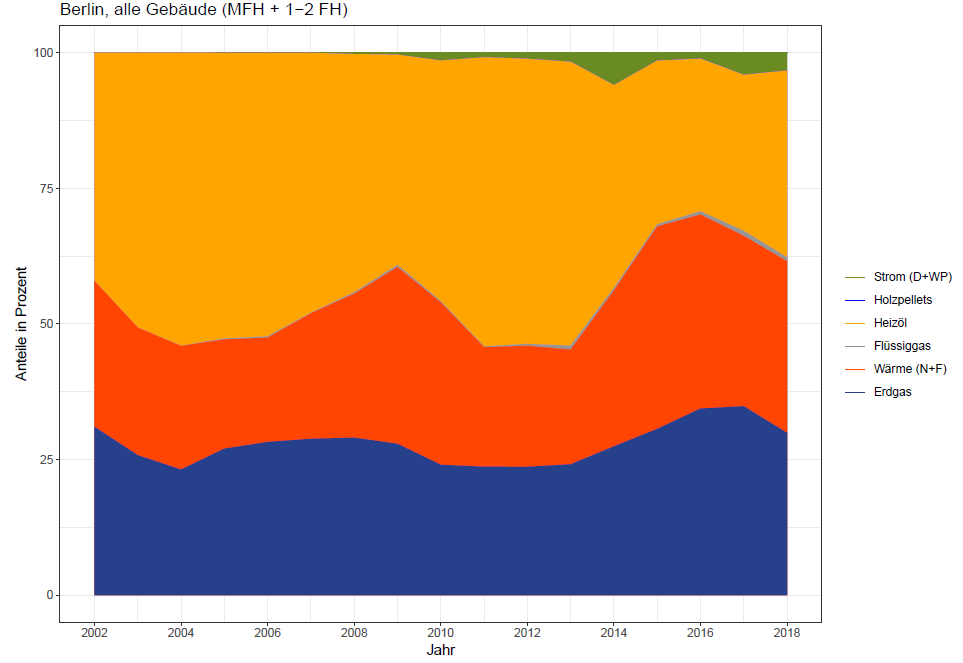 Berlin, alle Gebäude (MFH + 1−2 FH)
Anteile in Prozent
100
75
50
25
0
2002 2004 2006 2008 2010 2012 2014 2016 2018
Jahr
Strom (D+WP)
Holzpellets
Heizöl
Flüssiggas
Wärme (N+F)
Erdgas